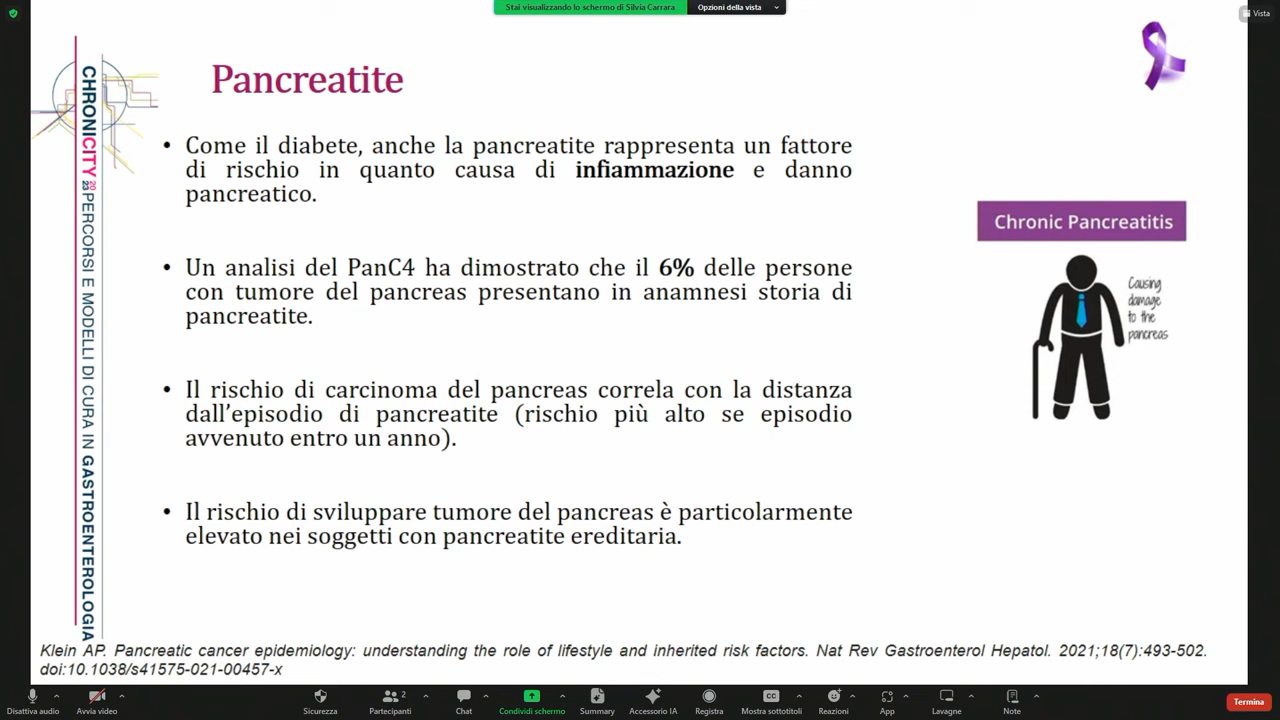 Stai visualizzando lo schermo di Silvia Carrara
Opzioni della vista
Vista
CHRONICITY 2023 PERCORSI E MODELLI DI CURA IN GASTROENTEROLOGIA
Pancreatite
• Come il diabete, anche la pancreatite rappresenta un fattore
di rischio in quanto causa di infiammazione e danno
pancreatico.
• Un analisi del PanC4 ha dimostrato che il 6% delle persone
con tumore del pancreas presentano in anamnesi storia di
pancreatite.
• Il rischio di carcinoma del pancreas correla con la distanza
dall’episodio di pancreatite (rischio più alto se episodio
avvenuto entro un anno).
• Il rischio di sviluppare tumore del pancreas è particolarmente
elevato nei soggetti con pancreatite ereditaria.
Chronic Pancreatitis
Causing
damage
to the
pancreas
Klein AP. Pancreatic cancer epidemiology: understanding the role of lifestyle and inherited risk factors. Nat Rev Gastroenterol Hepatol. 2021;18(7):493-502.
doi:10.1038/s41575-021-00457-x
Disattiva audio
Avvia video
Sicurezza
2
Partecipanti
Chat
Condividi schermo
Summary
Accessorio IA
Registra
CC
Mostra sottotitoli
Reazioni
App
Lavagne
Note
Termina